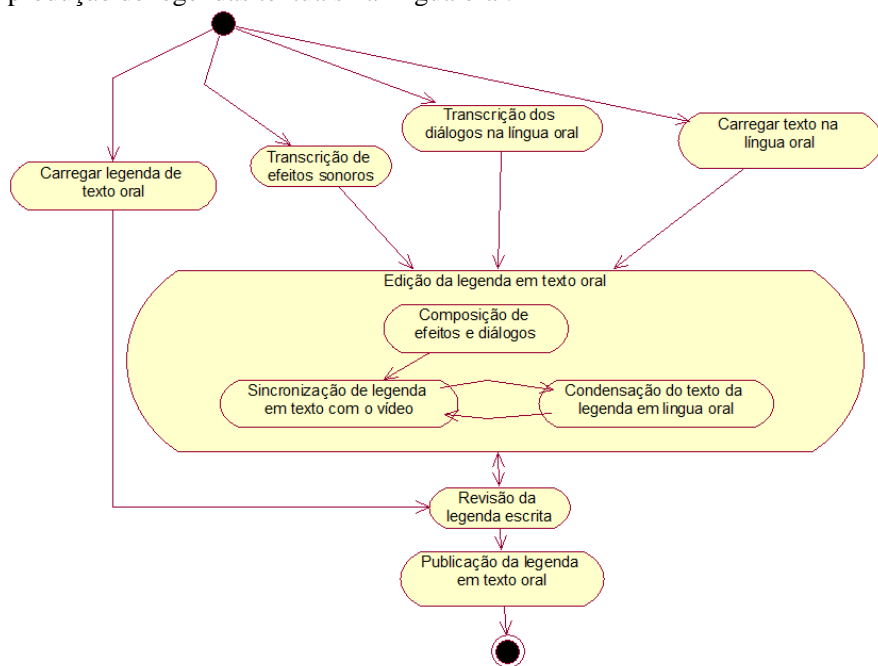 Transcrição dos
diálogos na língua oral
Carregar texto na
língua oral
Transcrição de
efeitos sonoros
Carregar legenda de
texto oral
Edição da legenda em texto oral
Composição de
efeitos e diálogos
Sincronização de legenda
em texto com o vídeo
Condensação do texto da
legenda em lingua oral
Revisão da
legenda escrita
Publicação da legenda
em texto oral